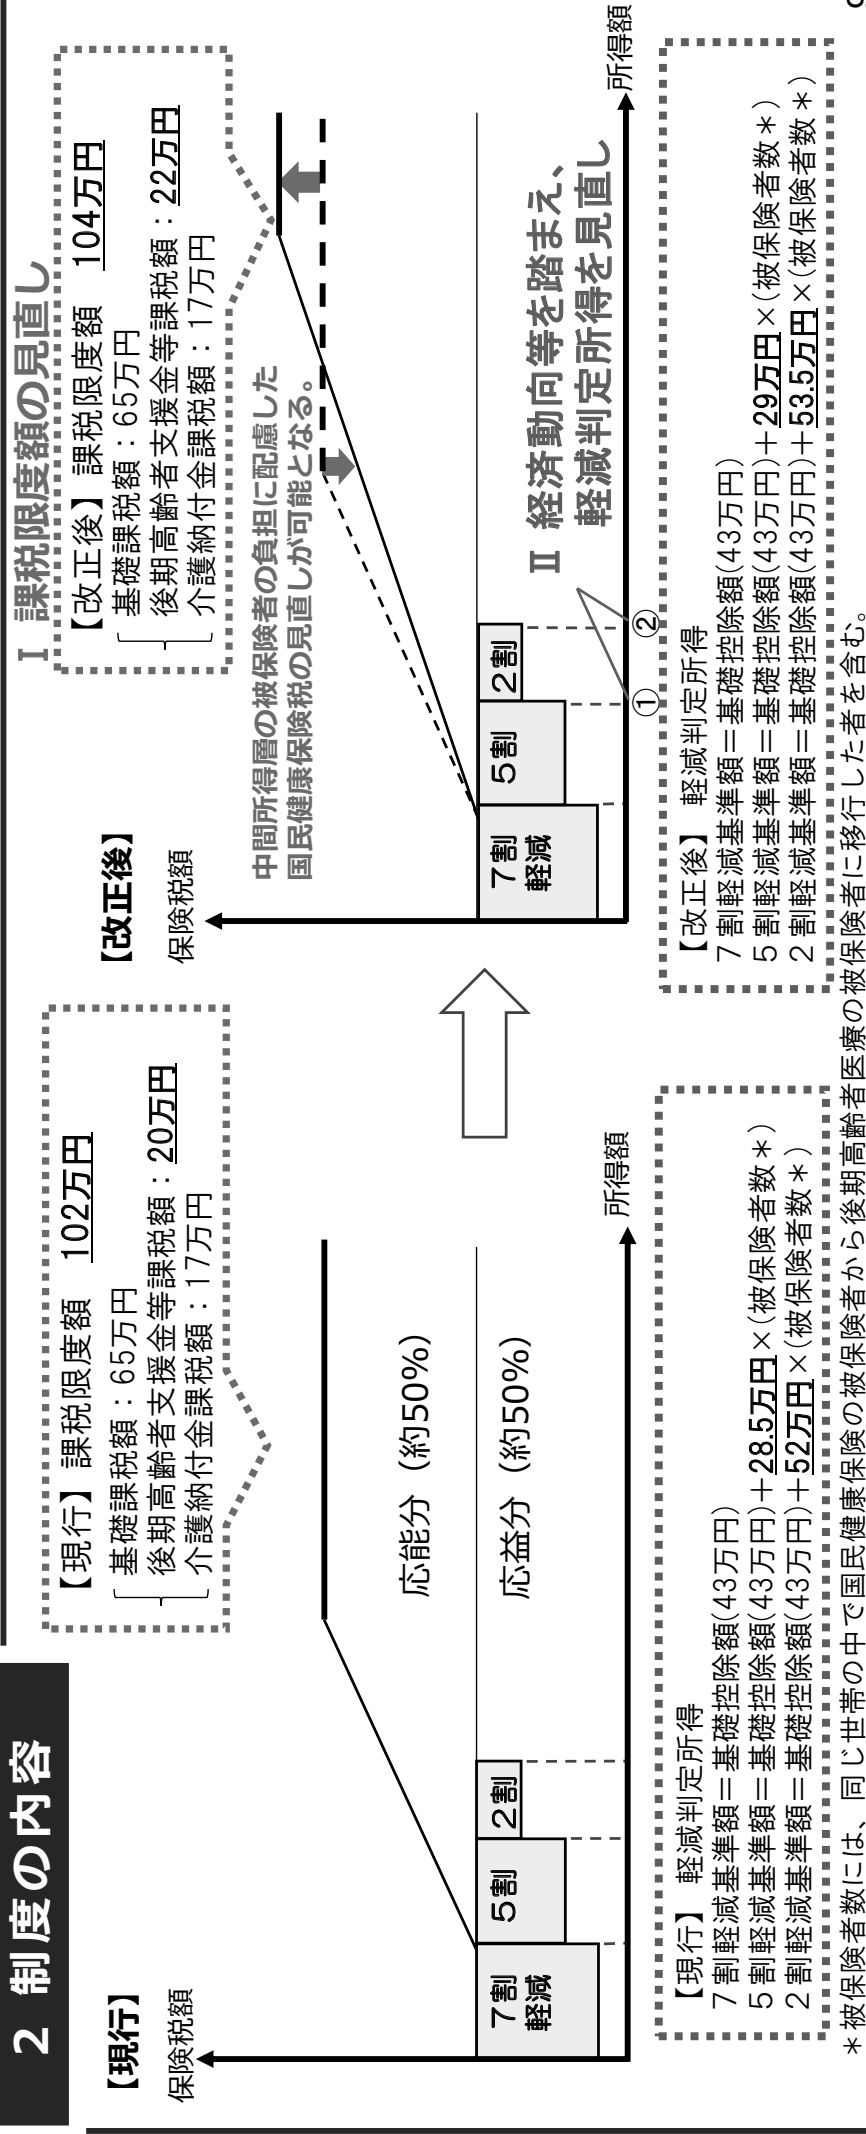 ２ 制度の内容
【現行】
保険税額
【現行】課税限度額 102万円
基礎課税額：65万円
後期高齢者支援金等課税額：20万円
介護納付金課税額：17万円
応能分（約50%）
応益分（約50%）
７割
軽減
５割
２割
所得額
【現行】 軽減判定所得
７割軽減基準額＝基礎控除額(43万円)
５割軽減基準額＝基礎控除額(43万円)＋28.5万円×(被保険者数＊)
２割軽減基準額＝基礎控除額(43万円)＋52万円×(被保険者数＊)
Ⅰ 課税限度額の見直し
【改正後】
保険税額
【改正後】課税限度額 104万円
基礎課税額：65万円
後期高齢者支援金等課税額：22万円
介護納付金課税額：17万円
中間所得層の被保険者の負担に配慮した
国民健康保険税の見直しが可能となる。
７割
軽減
５割
２割
Ⅱ 経済動向等を踏まえ、
軽減判定所得を見直し
①
②
所得額
【改正後】 軽減判定所得
７割軽減基準額＝基礎控除額(43万円)
５割軽減基準額＝基礎控除額(43万円)＋29万円×(被保険者数＊)
２割軽減基準額＝基礎控除額(43万円)＋53.5万円×(被保険者数＊)
＊被保険者数には、同じ世帯の中で国民健康保険の被保険者から後期高齢者医療の被保険者に移行した者を含む。